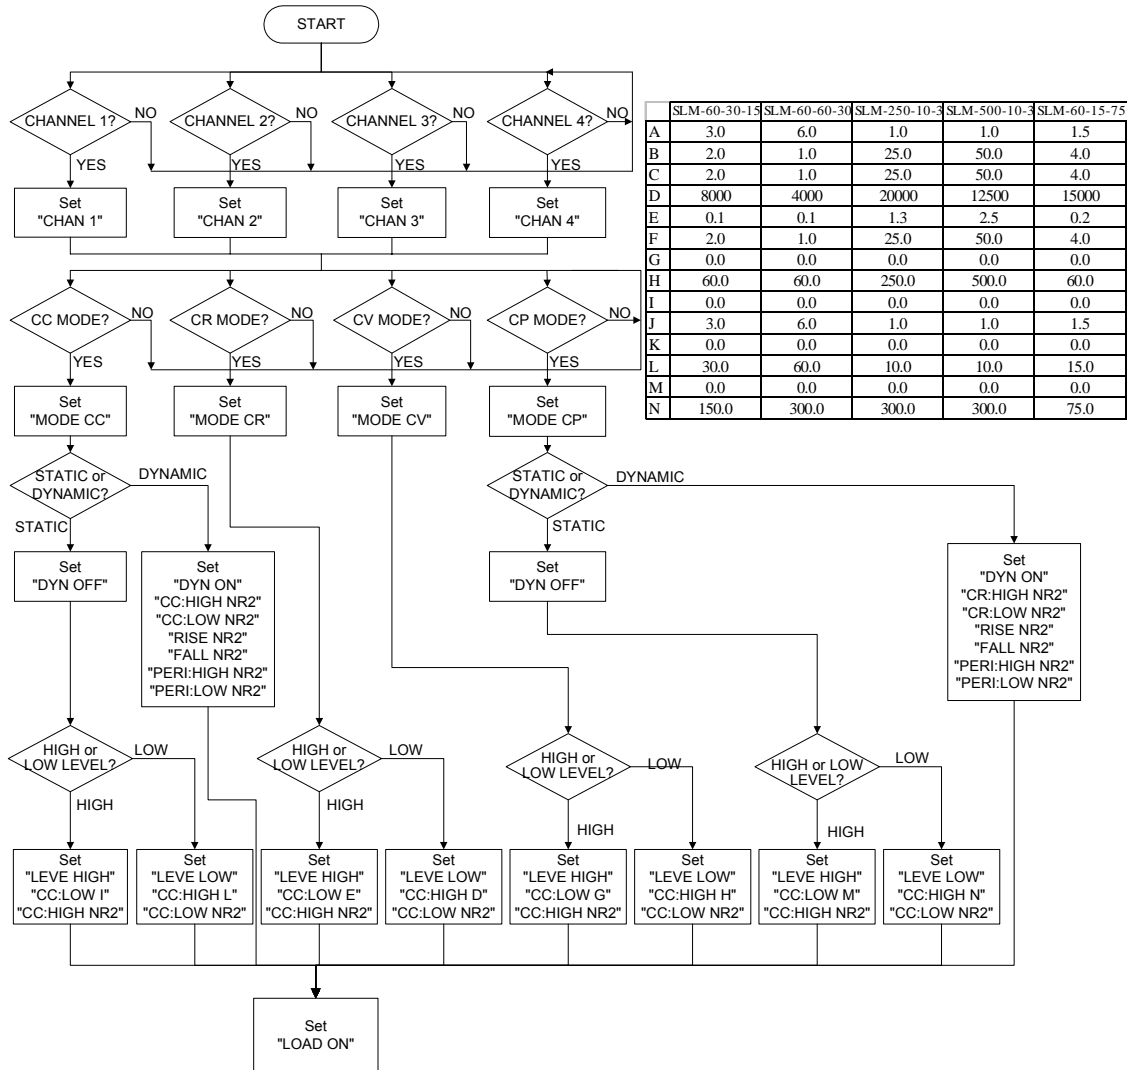 START
CHANNEL 1?
NO
CHANNEL 2?
NO
CHANNEL 3?
NO
CHANNEL 4?
NO
YES
YES
YES
YES
Set
"CHAN 1"
Set
"CHAN 2"
Set
"CHAN 3"
Set
"CHAN 4"
SLM-60-30-15 SLM-60-60-30 SLM-250-10-3 SLM-500-10-3 SLM-60-15-75
A 3.0 6.0 1.0 1.0 1.5
B 2.0 1.0 25.0 50.0 4.0
C 2.0 1.0 25.0 50.0 4.0
D 8000 4000 20000 12500 15000
E 0.1 0.1 1.3 2.5 0.2
F 2.0 1.0 25.0 50.0 4.0
G 0.0 0.0 0.0 0.0 0.0
H 60.0 60.0 250.0 500.0 60.0
I 0.0 0.0 0.0 0.0 0.0
J 3.0 6.0 1.0 1.0 1.5
K 0.0 0.0 0.0 0.0 0.0
L 30.0 60.0 10.0 10.0 15.0
M 0.0 0.0 0.0 0.0 0.0
N 150.0 300.0 300.0 300.0 75.0
CC MODE?
NO
CR MODE?
NO
CV MODE?
NO
CP MODE?
NO
YES
YES
YES
YES
Set
"MODE CC"
Set
"MODE CR"
Set
"MODE CV"
Set
"MODE CP"
STATIC or
DYNAMIC?
DYNAMIC
STATIC
STATIC or
DYNAMIC?
DYNAMIC
STATIC
Set
"DYN OFF"
Set
"DYN ON"
"CC:HIGH NR2"
"CC:LOW NR2"
"RISE NR2"
"FALL NR2"
"PERI:HIGH NR2"
"PERI:LOW NR2"
Set
"DYN OFF"
Set
"DYN ON"
"CR:HIGH NR2"
"CR:LOW NR2"
"RISE NR2"
"FALL NR2"
"PERI:HIGH NR2"
"PERI:LOW NR2"
HIGH or
LOW LEVEL?
LOW
HIGH
HIGH or
LOW LEVEL?
LOW
HIGH
HIGH or
LOW LEVEL?
LOW
HIGH
HIGH or LOW
LEVEL?
LOW
HIGH
Set
"LEVE HIGH"
"CC:LOW I"
"CC:HIGH NR2"
Set
"LEVE LOW"
"CC:HIGH L"
"CC:LOW NR2"
Set
"LEVE HIGH"
"CC:LOW E"
"CC:HIGH NR2"
Set
"LEVE LOW"
"CC:HIGH D"
"CC:LOW NR2"
Set
"LEVE HIGH"
"CC:LOW G"
"CC:HIGH NR2"
Set
"LEVE LOW"
"CC:HIGH H"
"CC:LOW NR2"
Set
"LEVE HIGH"
"CC:LOW M"
"CC:HIGH NR2"
Set
"LEVE LOW"
"CC:HIGH N"
"CC:LOW NR2"
Set
"LOAD ON"